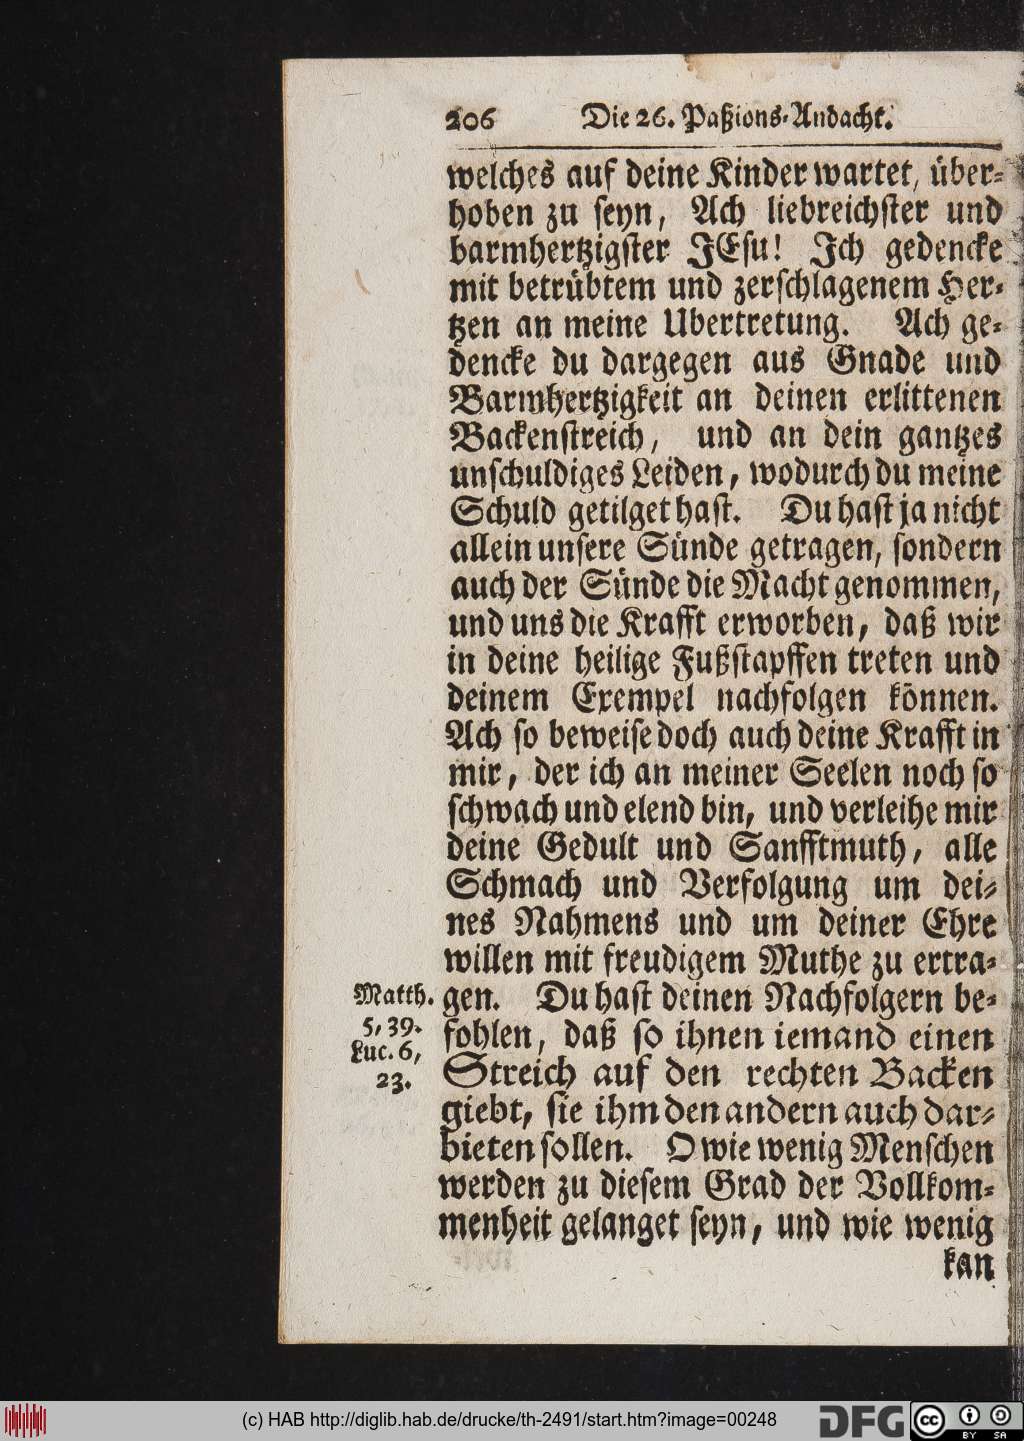 206 Die 26. Paßions-Andacht.
welches auf deine Kinder wartet, über-
hoben zu seyn, Ach liebreichster und
barmhertzigster JEsu! Ich gedencke
mit betrübtem und zerschlagenem Her-
tzen an meine Ubertretung. Ach ge-
dencke du dargegen aus Gnade und
Barmhertzigkeit an deinen erlittenen
Backenstreich, und an dein gantzes
unschuldiges Leiden, wodurch du meine
Schuld getilget hast. Du hast ja nicht
allein unsere Sünde getragen, sondern
auch der Sünde die Macht genommen,
und uns die Krafft erworben, daß wir
in deine heilige Fußstapffen treten und
deinem Exempel nachfolgen können.
Ach so beweise doch auch deine Krafft in
mir, der ich an meiner Seelen noch so
schwach und elend bin, und verleihe mir
deine Gedult und Sanfftmuth, alle
Schmach und Verfolgung um dei-
nes Nahmens und um deiner Ehre
willen mit freudigem Muthe zu ertra-
gen. Du hast deinen Nachfolgern be-
fohlen, daß so ihnen iemand einen
Streich auf den rechten Backen
giebt, sie ihm den andern auch dar-
bieten sollen. O wie wenig Menschen
werden zu diesem Grad der Vollkom-
menheit gelanget seyn, und wie wenig
kan
Matth.
5, 39.
Luc. 6,
23.
(c) HAB http://diglib.hab.de/drucke/th-2491/start.htm?image=00248
DFG
cc
BY SA